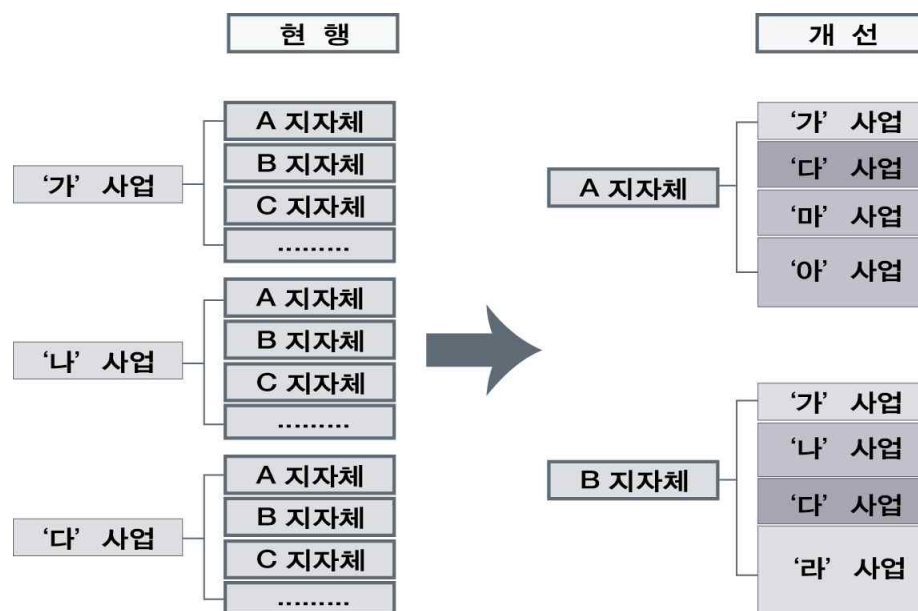 현 행
'가' 사업
A 지자체
B 지자체
C 지자체
.........
'나' 사업
A 지자체
B 지자체
C 지자체
.........
'다' 사업
A 지자체
B 지자체
C 지자체
.........
개 선
A 지자체
'가' 사업
'다' 사업
'마' 사업
'아' 사업
B 지자체
'가' 사업
'나' 사업
'다' 사업
'라' 사업